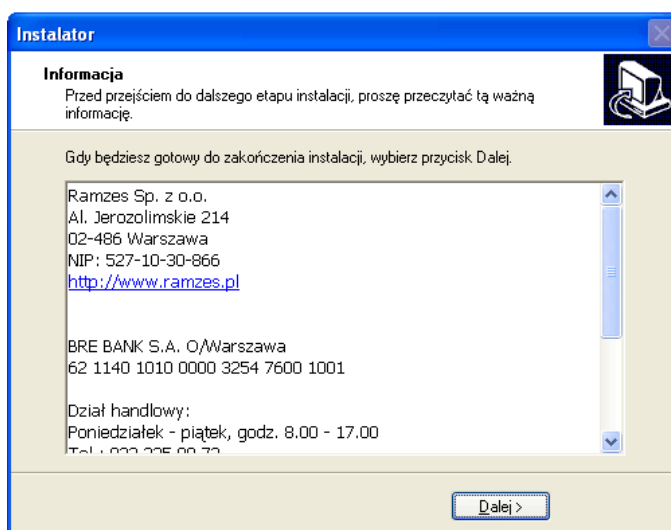 Instalator
Informacja
Przed przejściem do dalszego etapu instalacji, proszę przeczytać tą ważną
informację.
Gdy będziesz gotowy do zakończenia instalacji, wybierz przycisk Dalej.
Ramzes Sp. z o.o.
Al. Jerozolimskie 214
02-486 Warszawa
NIP: 527-10-30-866
http://www.ramzes.pl
BRE BANK S.A. O/Warszawa
62 1140 1010 0000 3254 7600 1001
Dział handlowy:
Poniedziałek - piątek, godz. 8.00 - 17.00
Dalej >